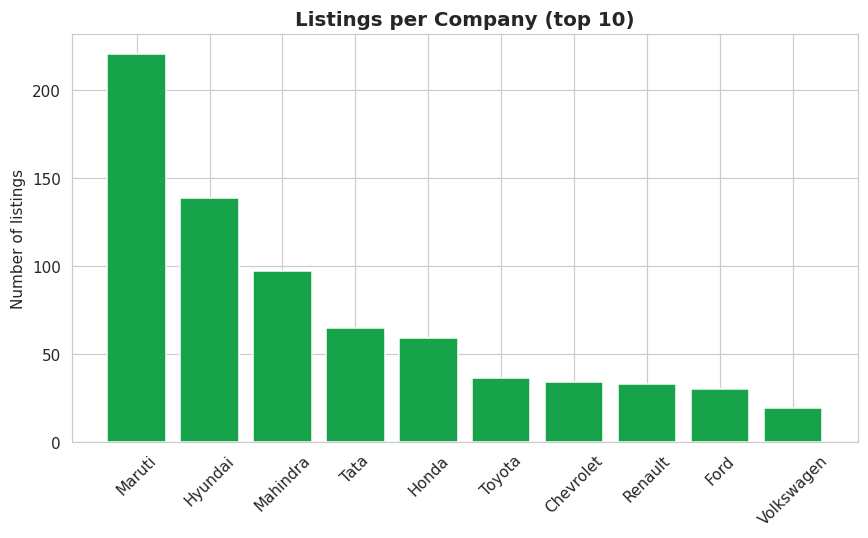 Listings per Company (top 10)
Number of listings
200
150
100
50
0
Maruti
Hyundai
Mahindra
Tata
Honda
Toyota
Chevrolet
Renault
Ford
Volkswagen